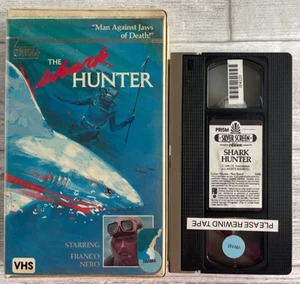 "Man Against Jaws
of Death!"
THE
shark
HUNTER
STARRING
FRANCO
NERO
VHS
PRISM
SILVER SCREEN
edition
SHARK
HUNTER
PLEASE REWIND TAPE